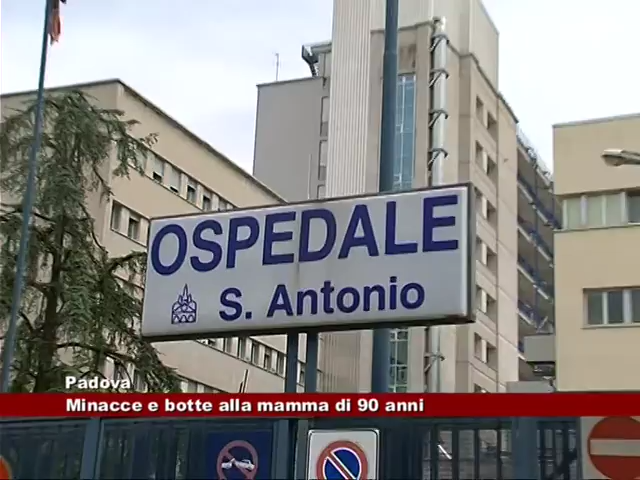 OSPEDALE
S. Antonio
Padova
Minacce e botte alla mamma di 90 anni